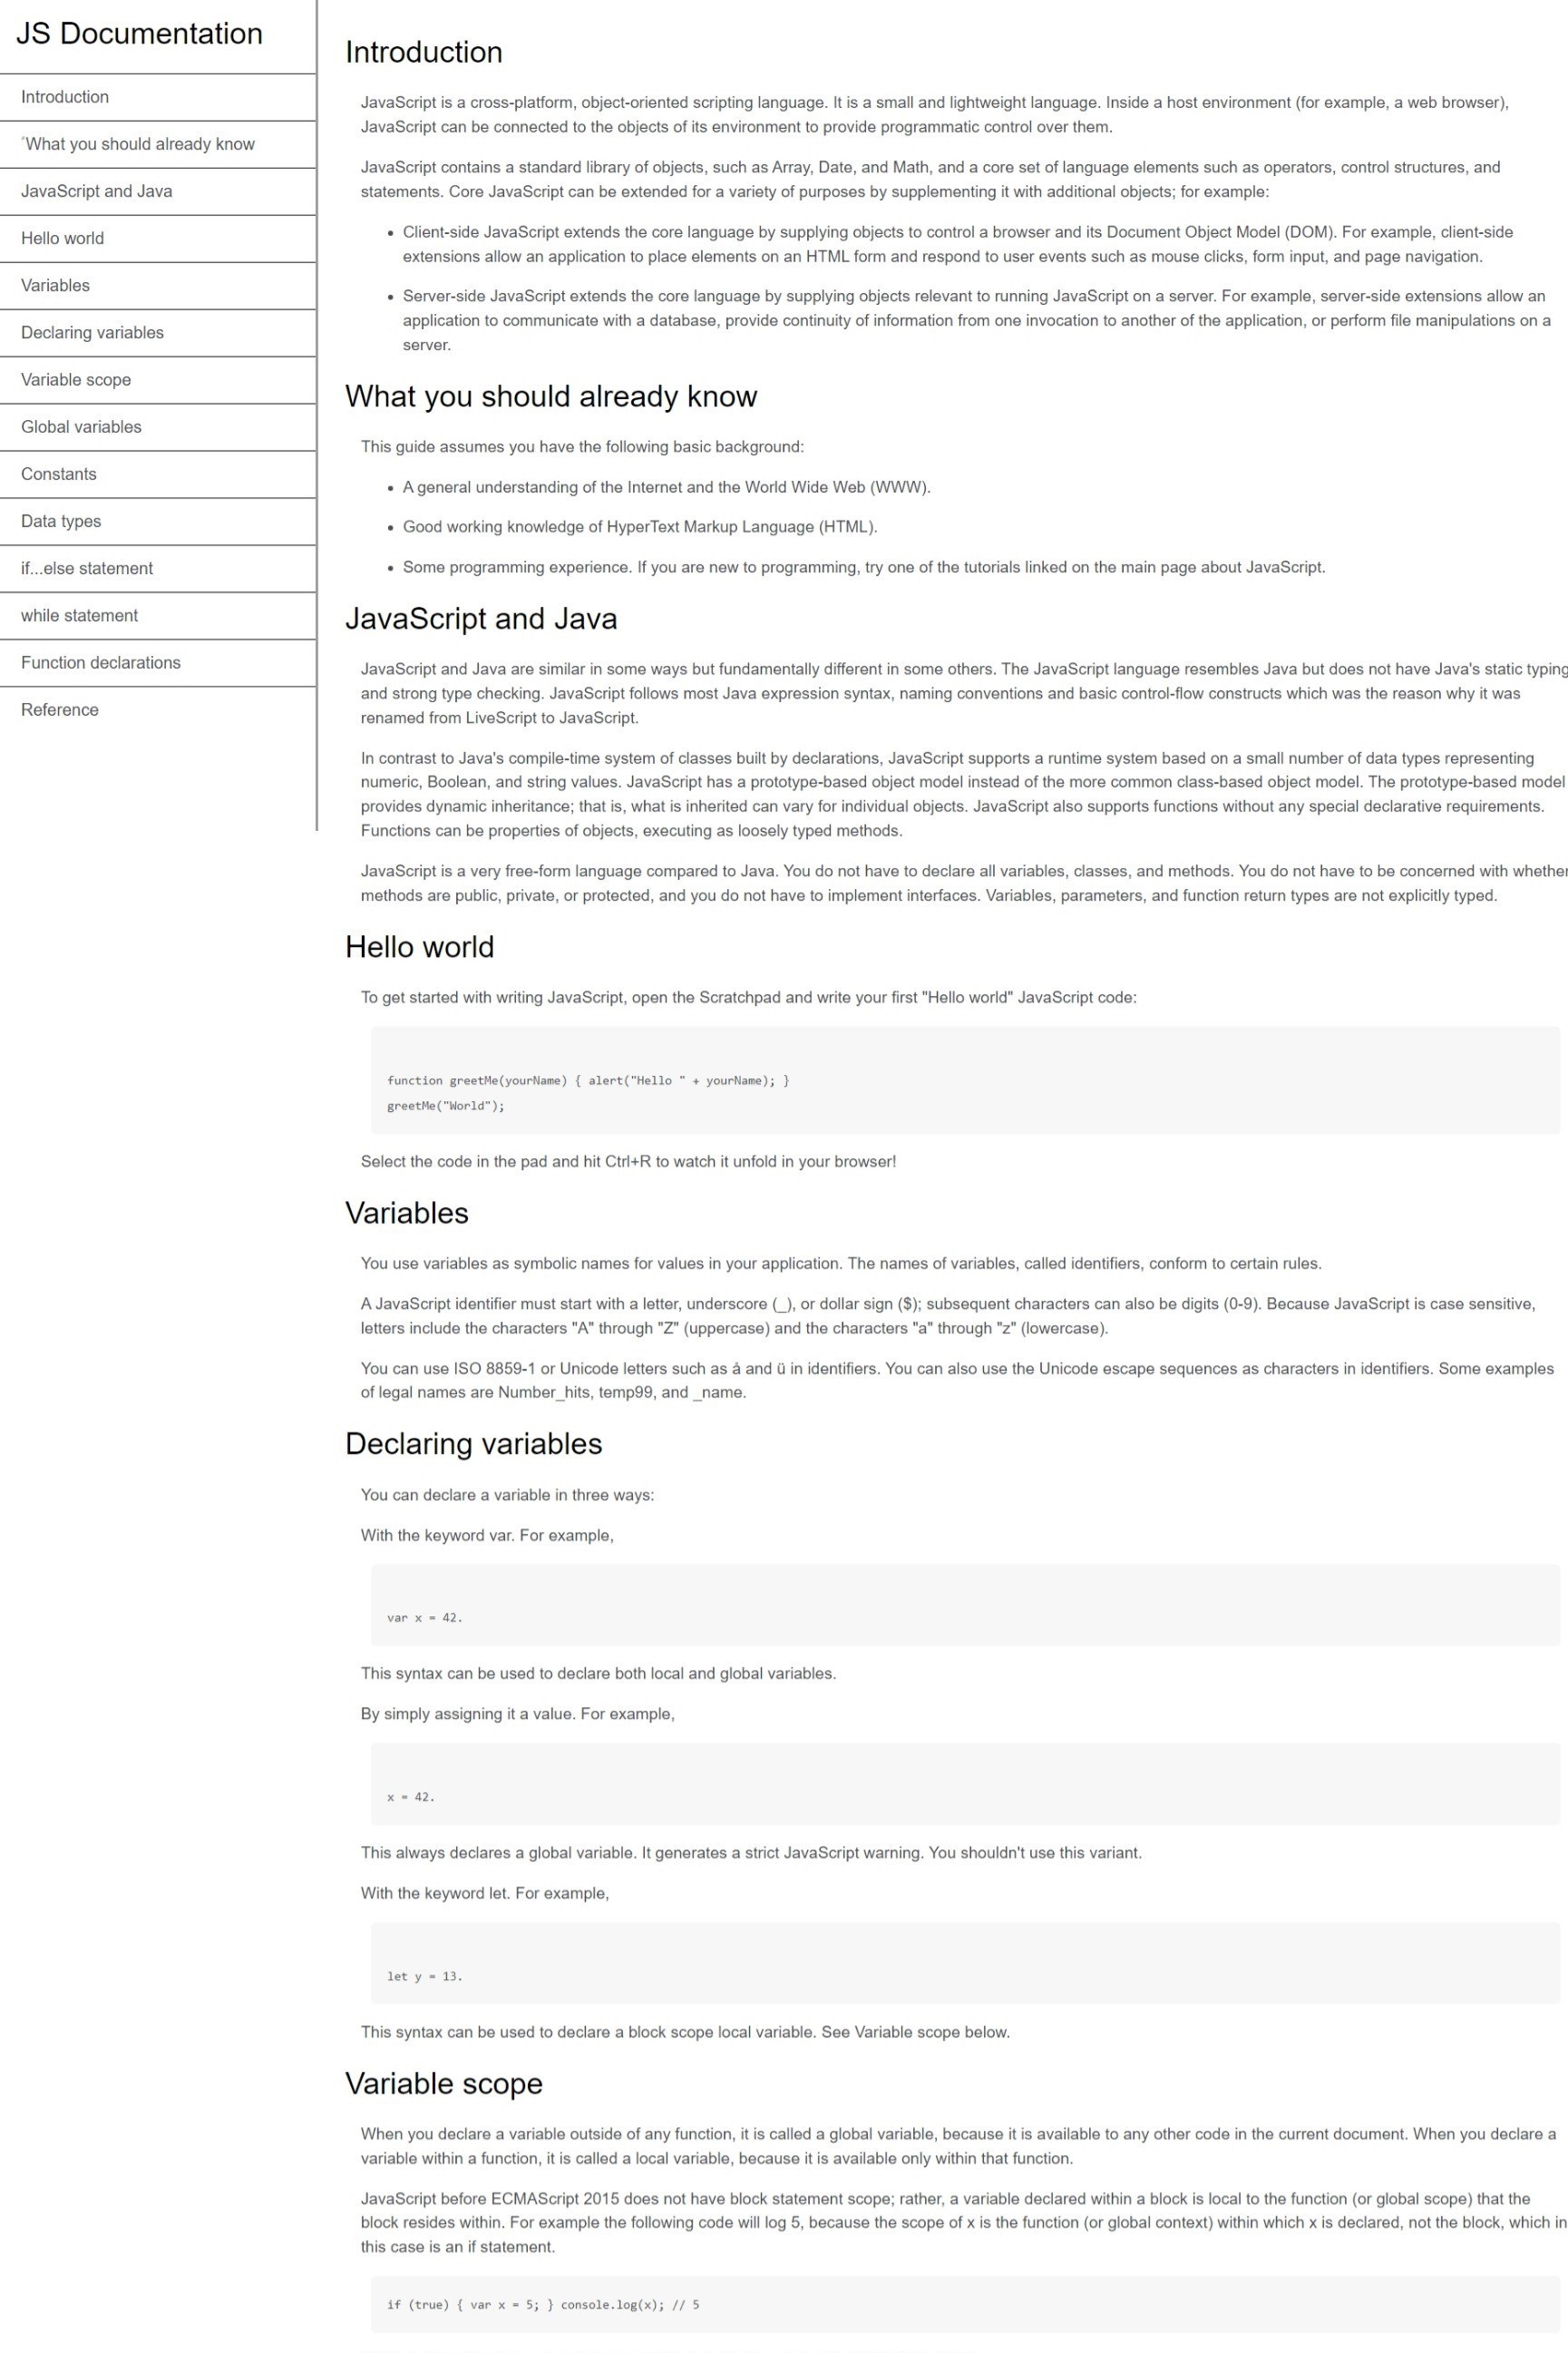 JS Documentation
Introduction
´What you should already know
JavaScript and Java
Hello world
Variables
Declaring variables
Variable scope
Global variables
Constants
Data types
if...else statement
while statement
Function declarations
Reference
Introduction
JavaScript is a cross-platform, object-oriented scripting language. It is a small and lightweight language. Inside a host environment (for example, a web browser),
JavaScript can be connected to the objects of its environment to provide programmatic control over them.
JavaScript contains a standard library of objects, such as Array, Date, and Math, and a core set of language elements such as operators, control structures, and
statements. Core JavaScript can be extended for a variety of purposes by supplementing it with additional objects; for example:
• Client-side JavaScript extends the core language by supplying objects to control a browser and its Document Object Model (DOM). For example, client-side
extensions allow an application to place elements on an HTML form and respond to user events such as mouse clicks, form input, and page navigation.
• Server-side JavaScript extends the core language by supplying objects relevant to running JavaScript on a server. For example, server-side extensions allow an
application to communicate with a database, provide continuity of information from one invocation to another of the application, or perform file manipulations on a
server.
What you should already know
This guide assumes you have the following basic background:
• A general understanding of the Internet and the World Wide Web (WWW).
• Good working knowledge of HyperText Markup Language (HTML).
• Some programming experience. If you are new to programming, try one of the tutorials linked on the main page about JavaScript.
JavaScript and Java
JavaScript and Java are similar in some ways but fundamentally different in some others. The JavaScript language resembles Java but does not have Java's static typing
and strong type checking. JavaScript follows most Java expression syntax, naming conventions and basic control-flow constructs which was the reason why it was
renamed from LiveScript to JavaScript.
In contrast to Java's compile-time system of classes built by declarations, JavaScript supports a runtime system based on a small number of data types representing
numeric, Boolean, and string values. JavaScript has a prototype-based object model instead of the more common class-based object model. The prototype-based model
provides dynamic inheritance; that is, what is inherited can vary for individual objects. JavaScript also supports functions without any special declarative requirements.
Functions can be properties of objects, executing as loosely typed methods.
JavaScript is a very free-form language compared to Java. You do not have to declare all variables, classes, and methods. You do not have to be concerned with whether
methods are public, private, or protected, and you do not have to implement interfaces. Variables, parameters, and function return types are not explicitly typed.
Hello world
To get started with writing JavaScript, open the Scratchpad and write your first "Hello world" JavaScript code:
function greetMe(yourName) { alert("Hello " + yourName); }
greetMe("World");
Select the code in the pad and hit Ctrl+R to watch it unfold in your browser!
Variables
You use variables as symbolic names for values in your application. The names of variables, called identifiers, conform to certain rules.
A JavaScript identifier must start with a letter, underscore (_), or dollar sign ($); subsequent characters can also be digits (0-9). Because JavaScript is case sensitive,
letters include the characters "A" through "Z" (uppercase) and the characters "a" through "z" (lowercase).
You can use ISO 8859-1 or Unicode letters such as å and ü in identifiers. You can also use the Unicode escape sequences as characters in identifiers. Some examples
of legal names are Number_hits, temp99, and _name.
Declaring variables
You can declare a variable in three ways:
With the keyword var. For example,
var x = 42.
This syntax can be used to declare both local and global variables.
By simply assigning it a value. For example,
x = 42.
This always declares a global variable. It generates a strict JavaScript warning. You shouldn't use this variant.
With the keyword let. For example,
let y = 13.
This syntax can be used to declare a block scope local variable. See Variable scope below.
Variable scope
When you declare a variable outside of any function, it is called a global variable, because it is available to any other code in the current document. When you declare a
variable within a function, it is called a local variable, because it is available only within that function.
JavaScript before ECMAScript 2015 does not have block statement scope; rather, a variable declared within a block is local to the function (or global scope) that the
block resides within. For example the following code will log 5, because the scope of x is the function (or global context) within which x is declared, not the block, which in
this case is an if statement.
if (true) { var x = 5; } console.log(x); // 5